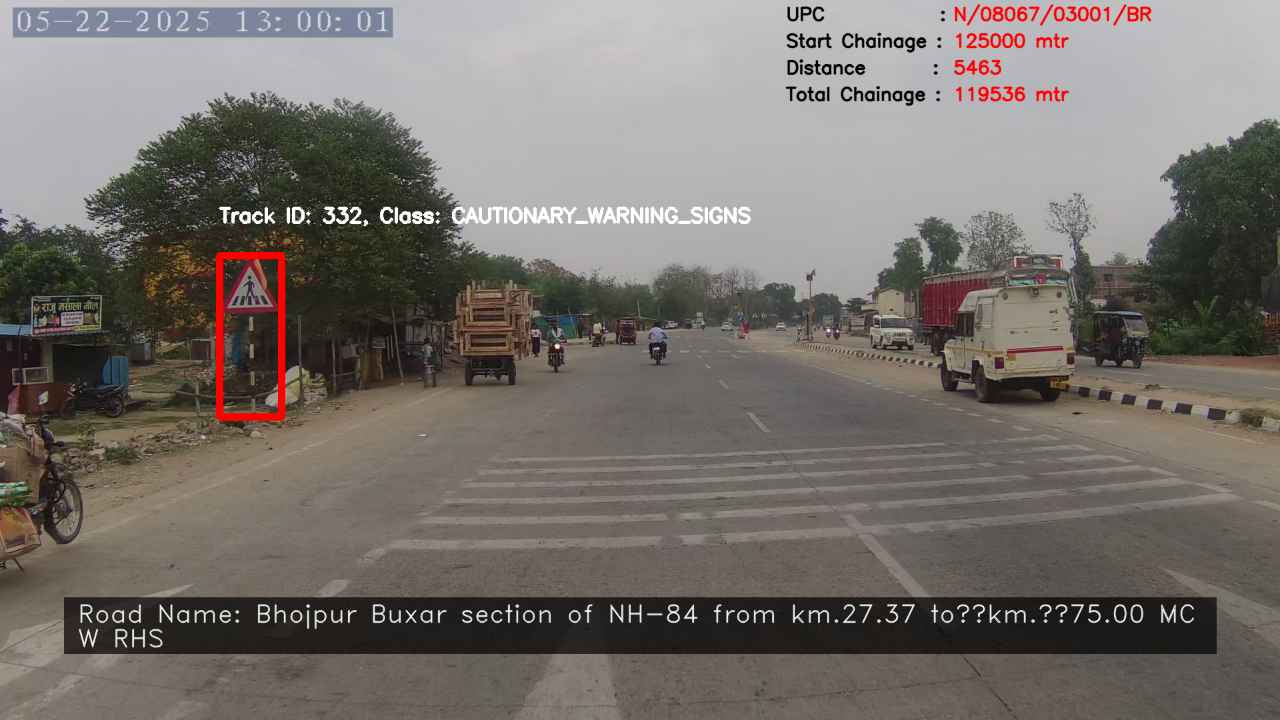 05-22-2025 13:00:01
UPC : N/08067/03001/BR
Start Chainage : 125000 mtr
Distance : 5463
Total Chainage : 119536 mtr
Track ID: 332, Class: CAUTIONARY_WARNING_SIGNS
राजू मसाला मील
Road Name: Bhojpur Buxar section of NH-84 from km.27.37 to??km.??75.00 MC
W RHS